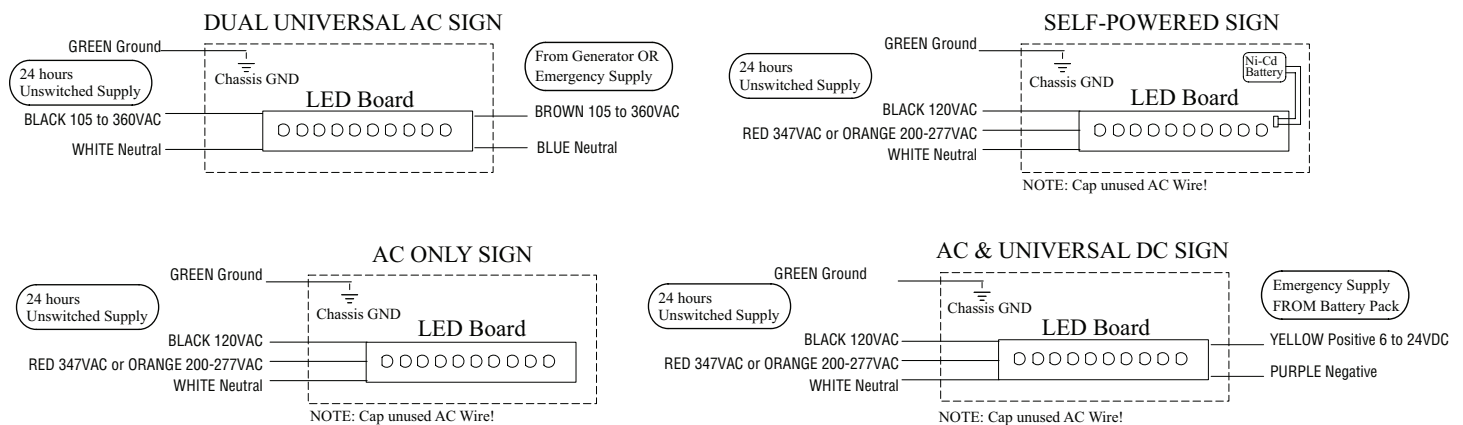 DUAL UNIVERSAL AC SIGN
GREEN Ground
24 hours
Unswitched Supply
Chassis GND
From Generator OR
Emergency Supply
LED Board
BLACK 105 to 360VAC
BROWN 105 to 360VAC
WHITE Neutral
BLUE Neutral
SELF-POWERED SIGN
GREEN Ground
24 hours
Unswitched Supply
Chassis GND
Ni-Cd
Battery
LED Board
BLACK 120VAC
RED 347VAC or ORANGE 200-277VAC
WHITE Neutral
NOTE: Cap unused AC Wire!
AC ONLY SIGN
GREEN Ground
24 hours
Unswitched Supply
Chassis GND
LED Board
BLACK 120VAC
RED 347VAC or ORANGE 200-277VAC
WHITE Neutral
NOTE: Cap unused AC Wire!
AC & UNIVERSAL DC SIGN
GREEN Ground
24 hours
Unswitched Supply
Chassis GND
Emergency Supply
FROM Battery Pack
LED Board
BLACK 120VAC
YELLOW Positive 6 to 24VDC
RED 347VAC or ORANGE 200-277VAC
PURPLE Negative
WHITE Neutral
NOTE: Cap unused AC Wire!